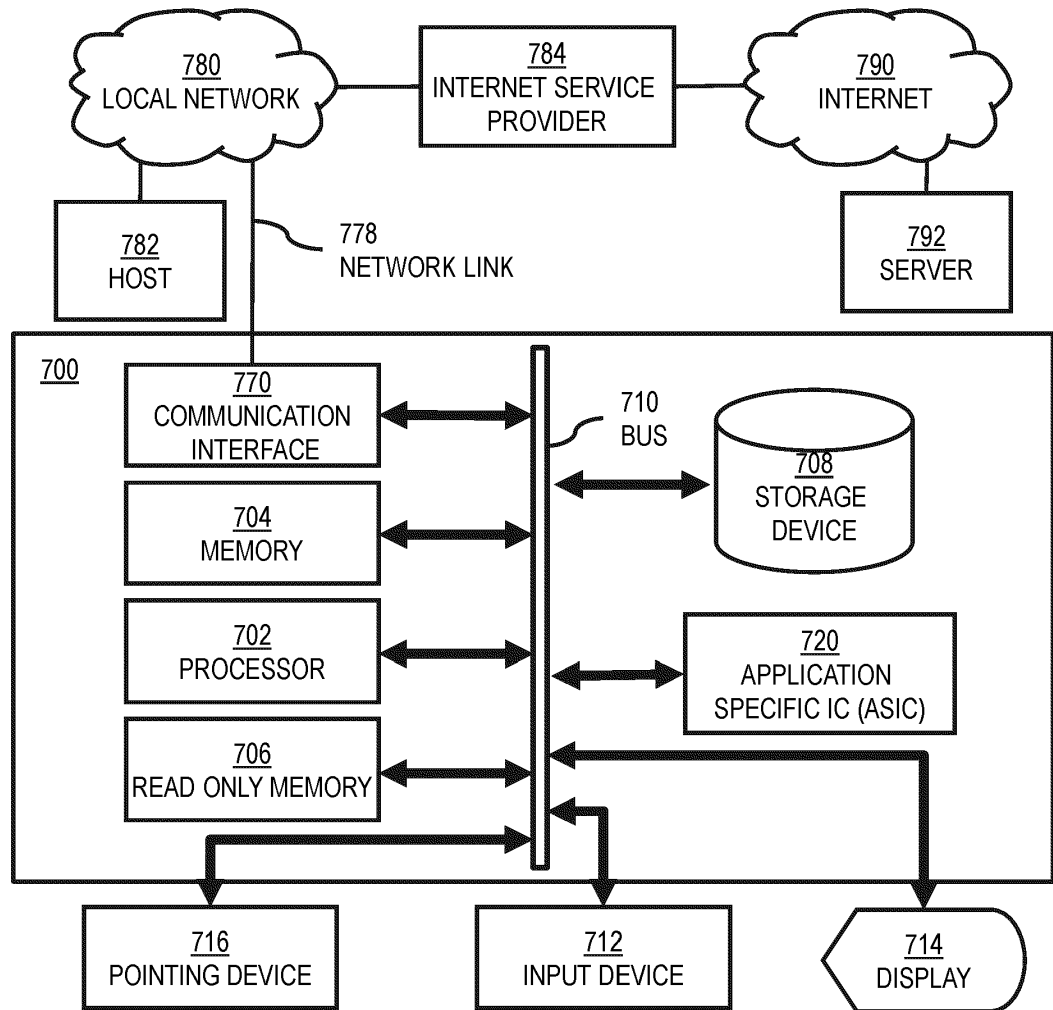 780
LOCAL NETWORK
784
INTERNET SERVICE
PROVIDER
790
INTERNET
782
HOST
778
NETWORK LINK
792
SERVER
700
770
COMMUNICATION
INTERFACE
710
BUS
708
STORAGE
DEVICE
704
MEMORY
702
PROCESSOR
720
APPLICATION
SPECIFIC IC (ASIC)
706
READ ONLY MEMORY
716
POINTING DEVICE
712
INPUT DEVICE
714
DISPLAY